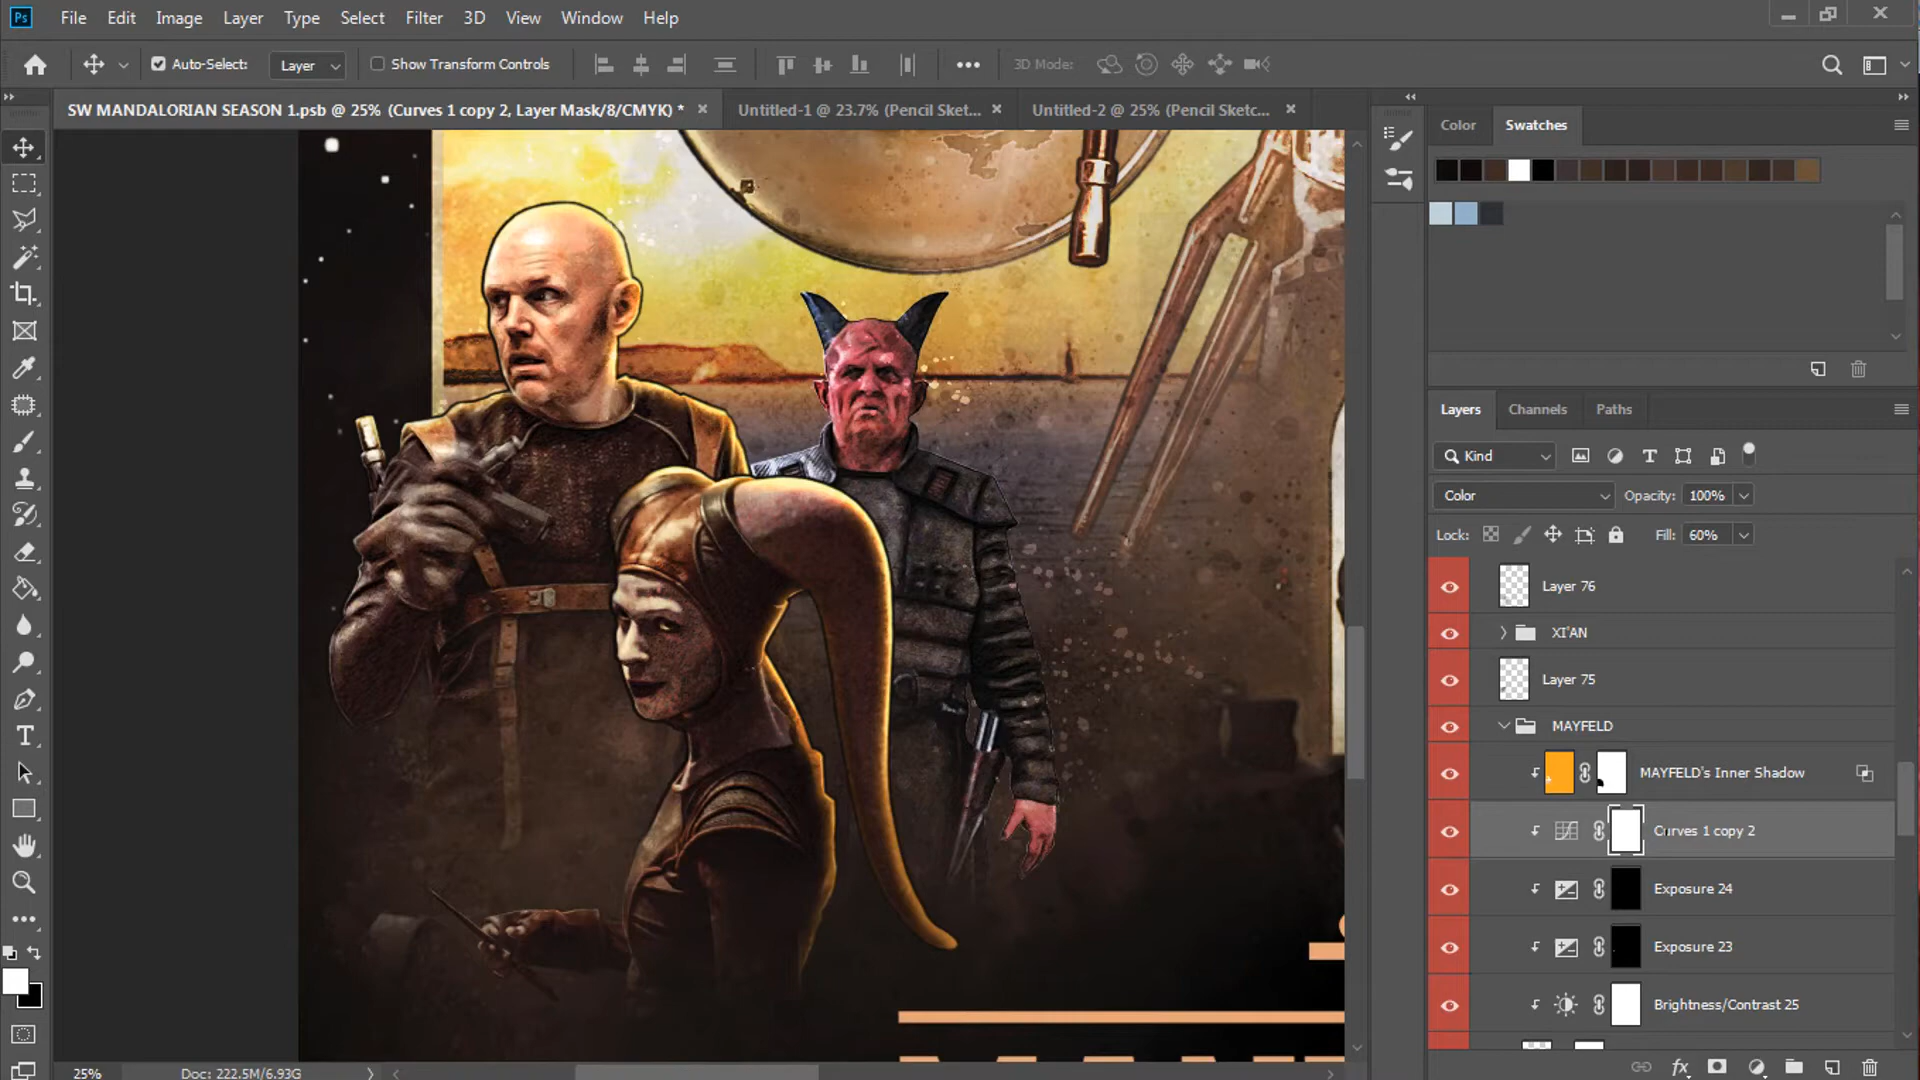 Ps File Edit Image Layer Type Select Filter 3D View Window Help
Auto-Select: Layer Show Transform Controls 3D Mode:
SW MANDALORIAN SEASON 1.psb @ 25% (Curves 1 copy 2, Layer Mask/8/CMYK) * Untitled-1 @ 23.7% (Pencil Sket... Untitled-2 @ 25% (Pencil Sketc...
Color Swatches
Layers Channels Paths
Kind
Color Opacity: 100%
Lock: Fill: 60%
Layer 76
XI'AN
Layer 75
MAYFELD
MAYFELD's Inner Shadow
Curves 1 copy 2
Exposure 24
Exposure 23
Brightness/Contrast 25
25% Doc: 222.5M/6.93G